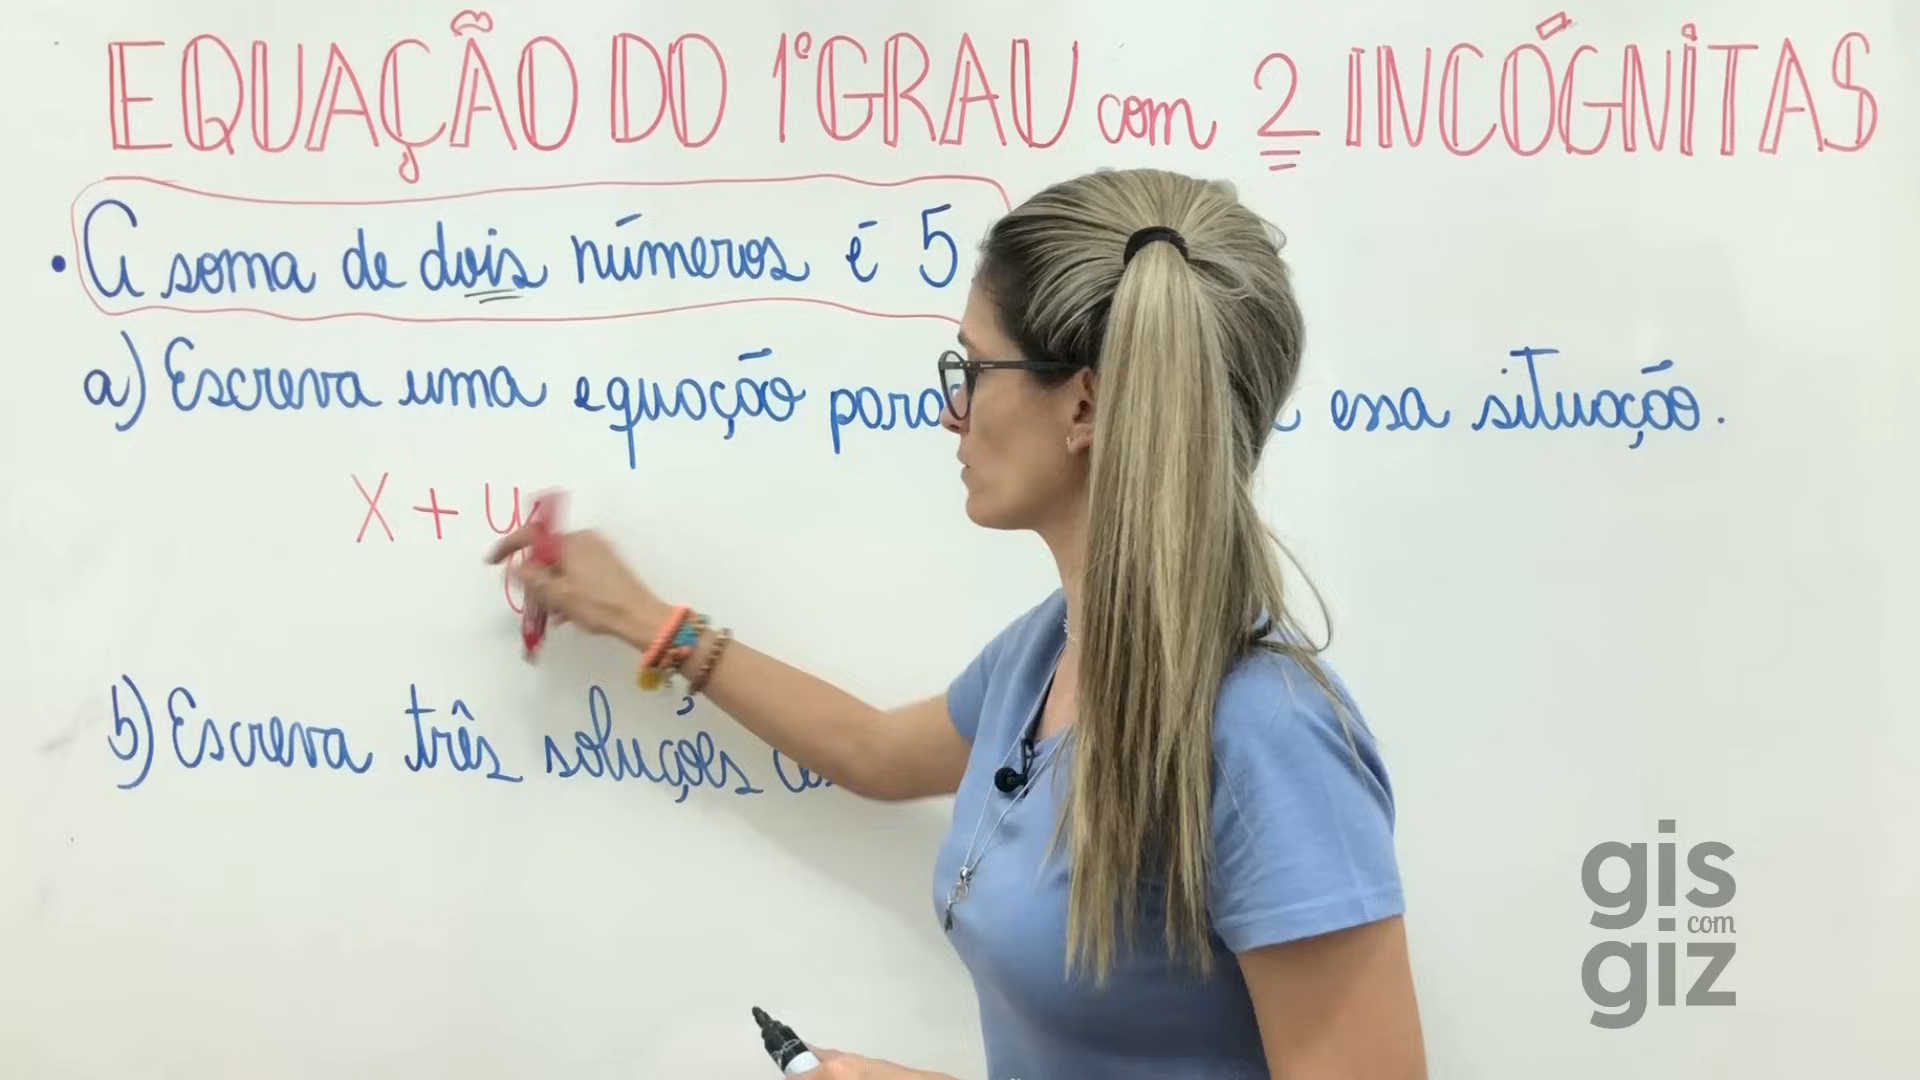 EQUAÇÃO DO 1º GRAU com 2 INCÓGNITAS
• A soma de dois números é 5
a) Escreva uma equação para essa situação.
x + y
b) Escreva três soluções
gis
com
giz